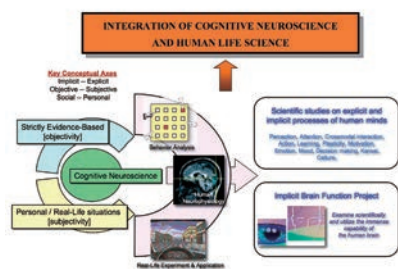 INTEGRATION OF COGNITIVE NEUROSCIENCE
AND HUMAN LIFE SCIENCE
Key Conceptual Axes
Implicit -- Explicit
Objective -- Subjective
Social -- Personal
Strictly Evidence-Based
[objectivity]
Cognitive Neuroscience
Personal / Real-Life situations
[subjectivity]
Behavior Analysis
Human
Neurophysiology
Real-Life Experiment & Application
Scientific studies on explicit and
implicit processes of human minds
Perception, Attention, Crossmodal interaction,
Action, Learning, Plasticity, Motivation,
Emotion, Mood, Decision making, Kansei,
Culture,
Implicit Brain Function Project
Examine scientifically
and utilize the immense
capability of
the human brain